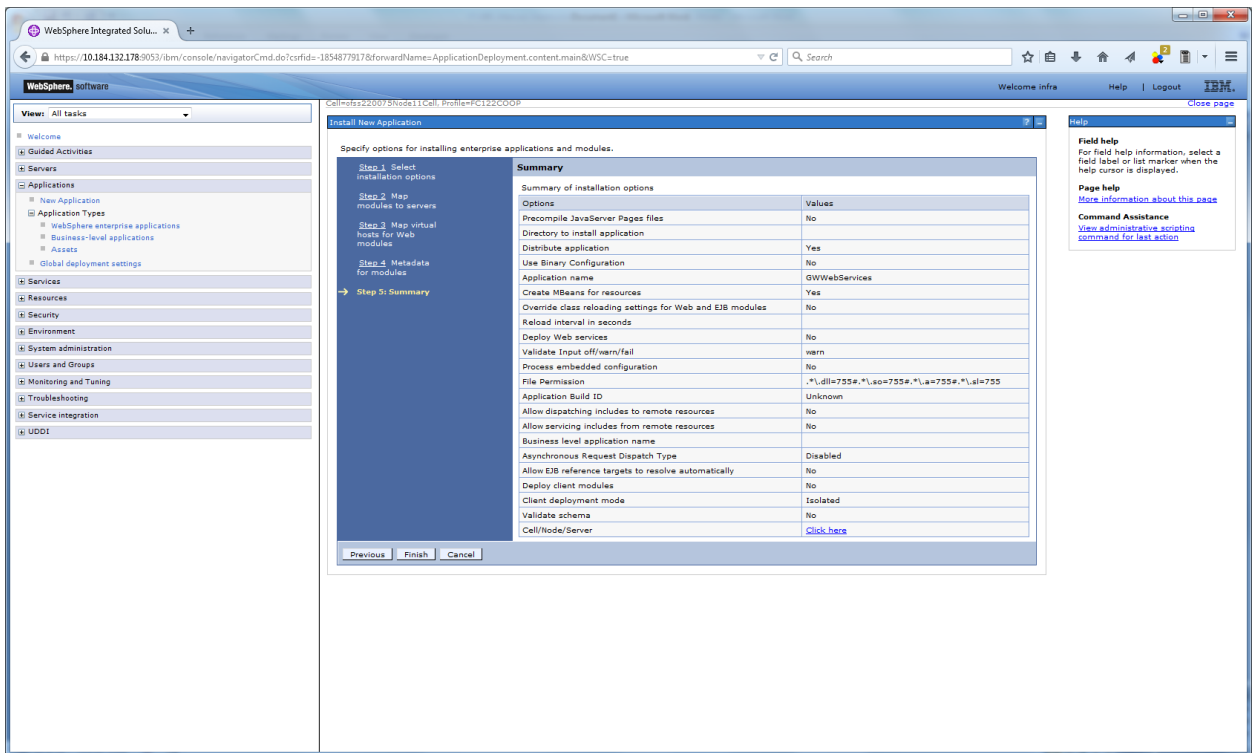 WebSphere Integrated Solu... × +
https://10.184.132.178:9053/ibm/console/navigatorCmd.do?csrfid=-1854877917&forwardName=ApplicationDeployment.content.main&WSC=true
Search
2
WebSphere. software
Welcome infra
Help | Logout
IBM.
View: All tasks
Cell=ofss220075Node11Cell, Profile=FC122COOP
Close page
Welcome
Guided Activities
Servers
Applications
New Application
Application Types
WebSphere enterprise applications
Business-level applications
Assets
Global deployment settings
Services
Resources
Security
Environment
System administration
Users and Groups
Monitoring and Tuning
Troubleshooting
Service integration
UDDI
Install New Application ? -
Specify options for installing enterprise applications and modules.
Step 1 Select
installation options
Step 2 Map
modules to servers
Step 3 Map virtual
hosts for Web
modules
Step 4 Metadata
for modules
Step 5: Summary
Summary
Summary of installation options
Options Values
Precompile JavaServer Pages files No
Directory to install application
Distribute application Yes
Use Binary Configuration No
Application name GWWebServices
Create MBeans for resources Yes
Override class reloading settings for Web and EJB modules No
Reload interval in seconds
Deploy Web services No
Validate Input off/warn/fail warn
Process embedded configuration No
File Permission .*\.dll=755#.*\.so=755#.*\.a=755#.*\.sl=755
Application Build ID Unknown
Allow dispatching includes to remote resources No
Allow servicing includes from remote resources No
Business level application name
Asynchronous Request Dispatch Type Disabled
Allow EJB reference targets to resolve automatically No
Deploy client modules No
Client deployment mode Isolated
Validate schema No
Cell/Node/Server Click here
Previous Finish Cancel
Help
Field help
For field help information, select a
field label or list marker when the
help cursor is displayed.
Page help
More information about this page
Command Assistance
View administrative scripting
command for last action